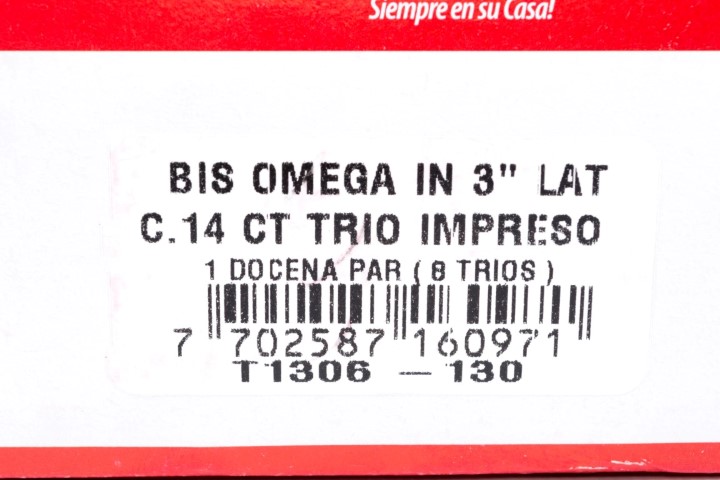 Siempre en su Casa!
BIS OMEGA IN 3" LAT
C.14 CT TRIO IMPRESO
1 DOCENA PAR ( 8 TRIOS )
7 702587 160971
T1306 - 130